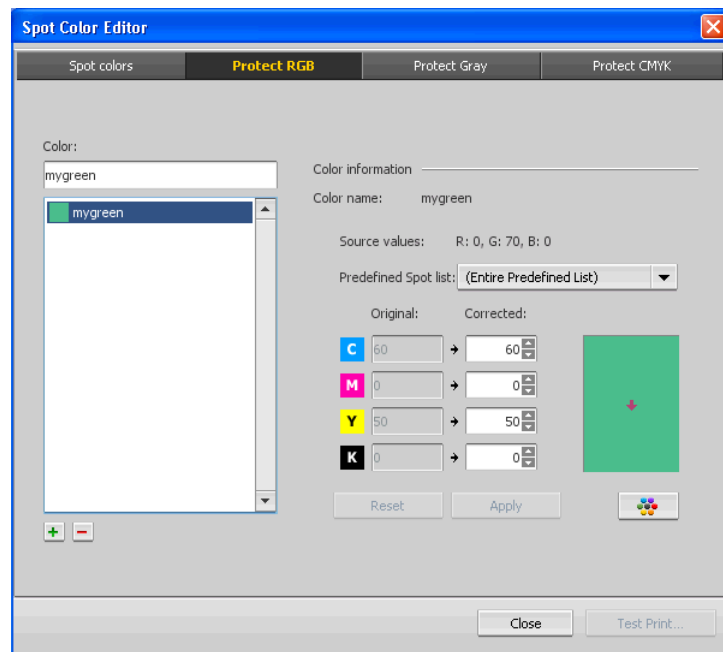 Spot Color Editor
Spot colors Protect RGB Protect Gray Protect CMYK
Color:
mygreen
mygreen
Color information
Color name: mygreen
Source values: R: 0, G: 70, B: 0
Predefined Spot list: (Entire Predefined List)
Original: Corrected:
C 60 60
M 0 0
Y 50 50
K 0 0
Reset Apply
Close Test Print...